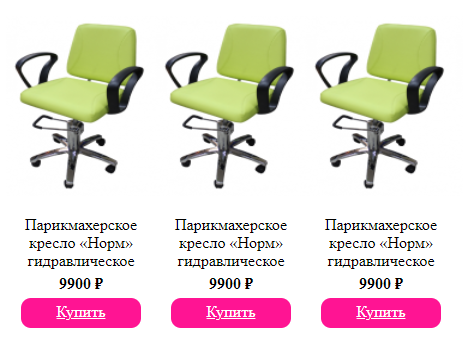 Парикмахерское
кресло «Норм»
гидравлическое
9900 ₽
Купить
Парикмахерское
кресло «Норм»
гидравлическое
9900 ₽
Купить
Парикмахерское
кресло «Норм»
гидравлическое
9900 ₽
Купить